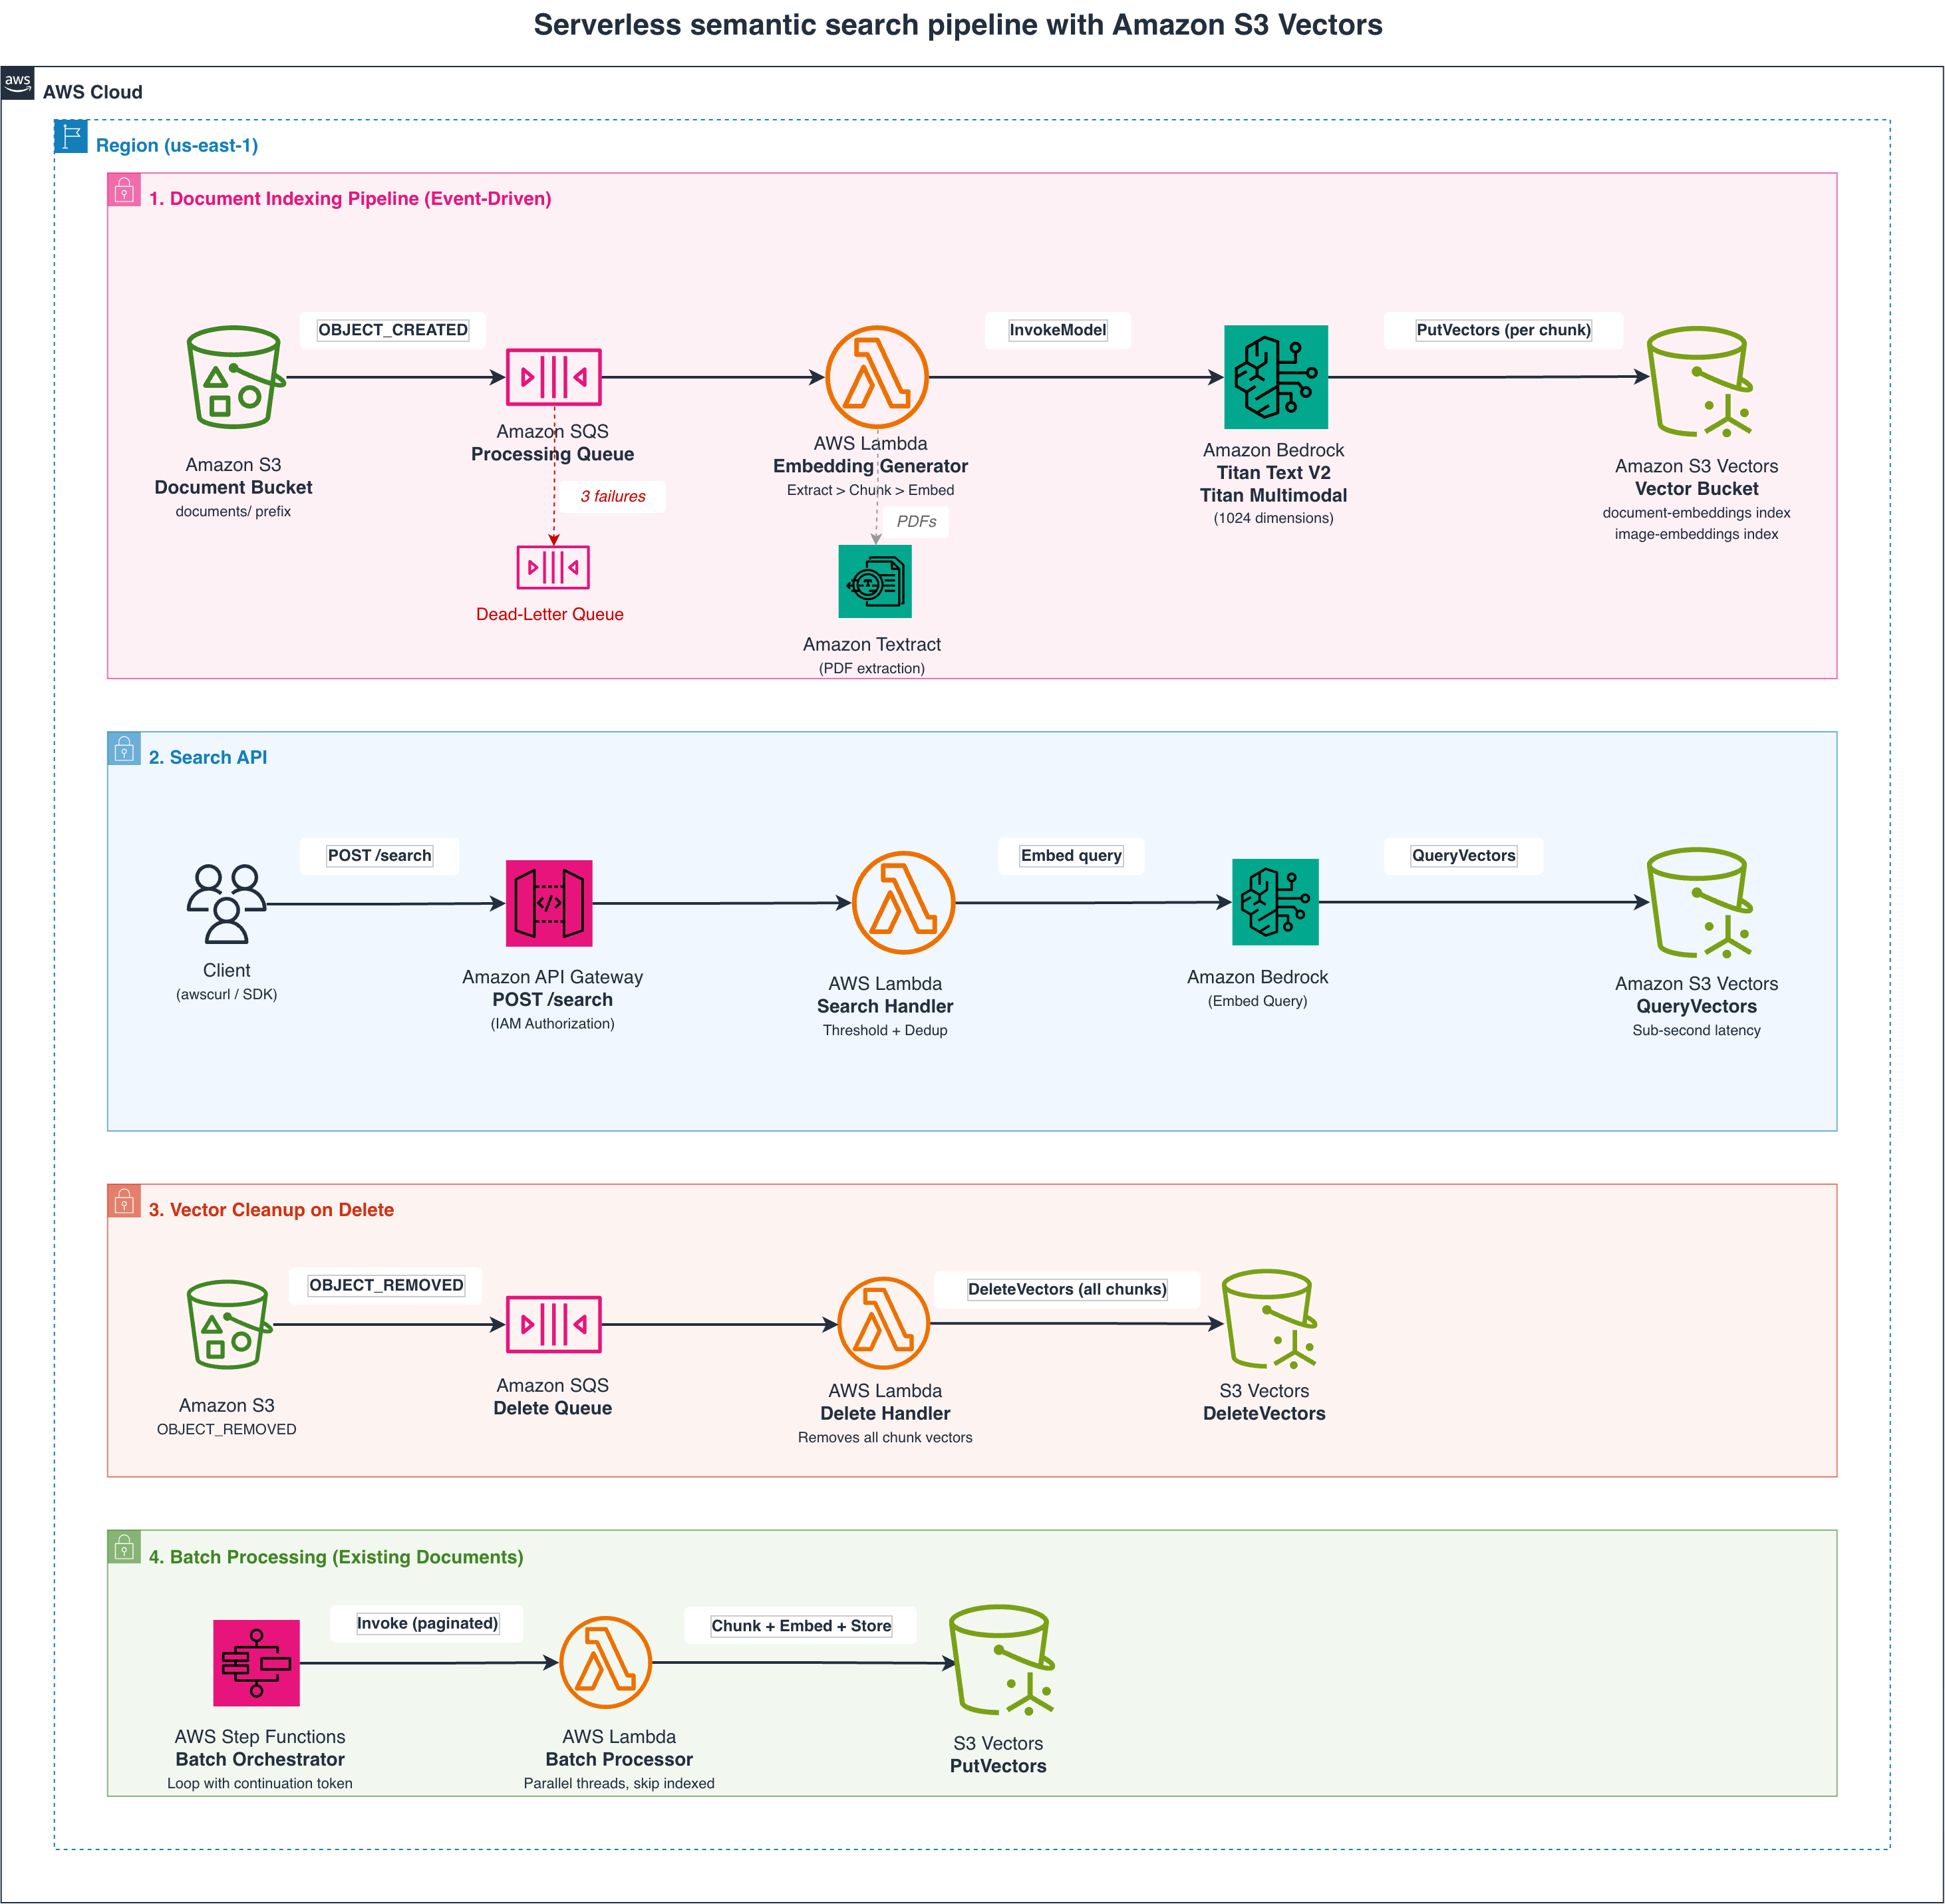 Serverless semantic search pipeline with Amazon S3 Vectors
aws
AWS Cloud
Region (us-east-1)
1. Document Indexing Pipeline (Event-Driven)
OBJECT_CREATED
InvokeModel
PutVectors (per chunk)
Amazon S3
Document Bucket
documents/ prefix
Amazon SQS
Processing Queue
3 failures
Dead-Letter Queue
AWS Lambda
Embedding Generator
Extract > Chunk > Embed
PDFs
Amazon Textract
(PDF extraction)
Amazon Bedrock
Titan Text V2
Titan Multimodal
(1024 dimensions)
Amazon S3 Vectors
Vector Bucket
document-embeddings index
image-embeddings index
2. Search API
POST /search
Embed query
QueryVectors
Client
(awscurl / SDK)
Amazon API Gateway
POST /search
(IAM Authorization)
AWS Lambda
Search Handler
Threshold + Dedup
Amazon Bedrock
(Embed Query)
Amazon S3 Vectors
QueryVectors
Sub-second latency
3. Vector Cleanup on Delete
OBJECT_REMOVED
DeleteVectors (all chunks)
Amazon S3
OBJECT_REMOVED
Amazon SQS
Delete Queue
AWS Lambda
Delete Handler
Removes all chunk vectors
S3 Vectors
DeleteVectors
4. Batch Processing (Existing Documents)
Invoke (paginated)
Chunk + Embed + Store
AWS Step Functions
Batch Orchestrator
Loop with continuation token
AWS Lambda
Batch Processor
Parallel threads, skip indexed
S3 Vectors
PutVectors